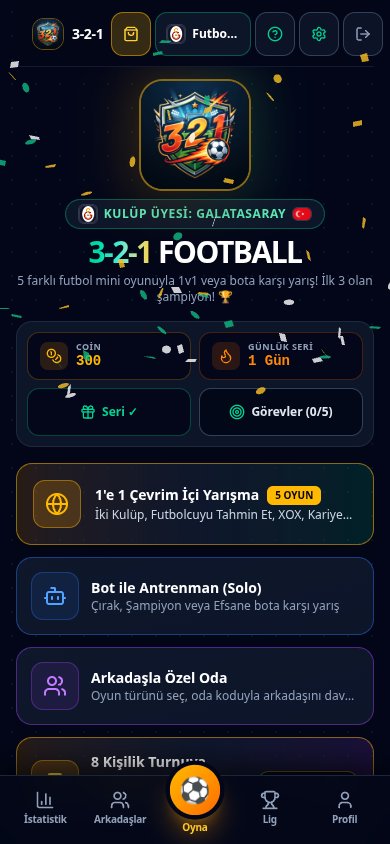 3-2-1
Futbo...
321
KULÜP ÜYESİ: GALATASARAY
3-2-1 FOOTBALL
5 farklı futbol mini oyunuyla 1v1 veya bota karşı yarış! İlk 3 olan
şampiyon! 🏆
COİN
300
GÜNLÜK SERİ
1 Gün
Seri ✓
Görevler (0/5)
1'e 1 Çevrim İçi Yarışma
5 OYUN
İki Kulüp, Futbolcuyu Tahmin Et, XOX, Kariye...
Bot ile Antrenman (Solo)
Çırak, Şampiyon veya Efsane bota karşı yarış
Arkadaşla Özel Oda
Oyun türünü seç, oda koduyla arkadaşını dav...
8 Kişilik Turnuva
İstatistik
Arkadaşlar
Oyna
Lig
Profil